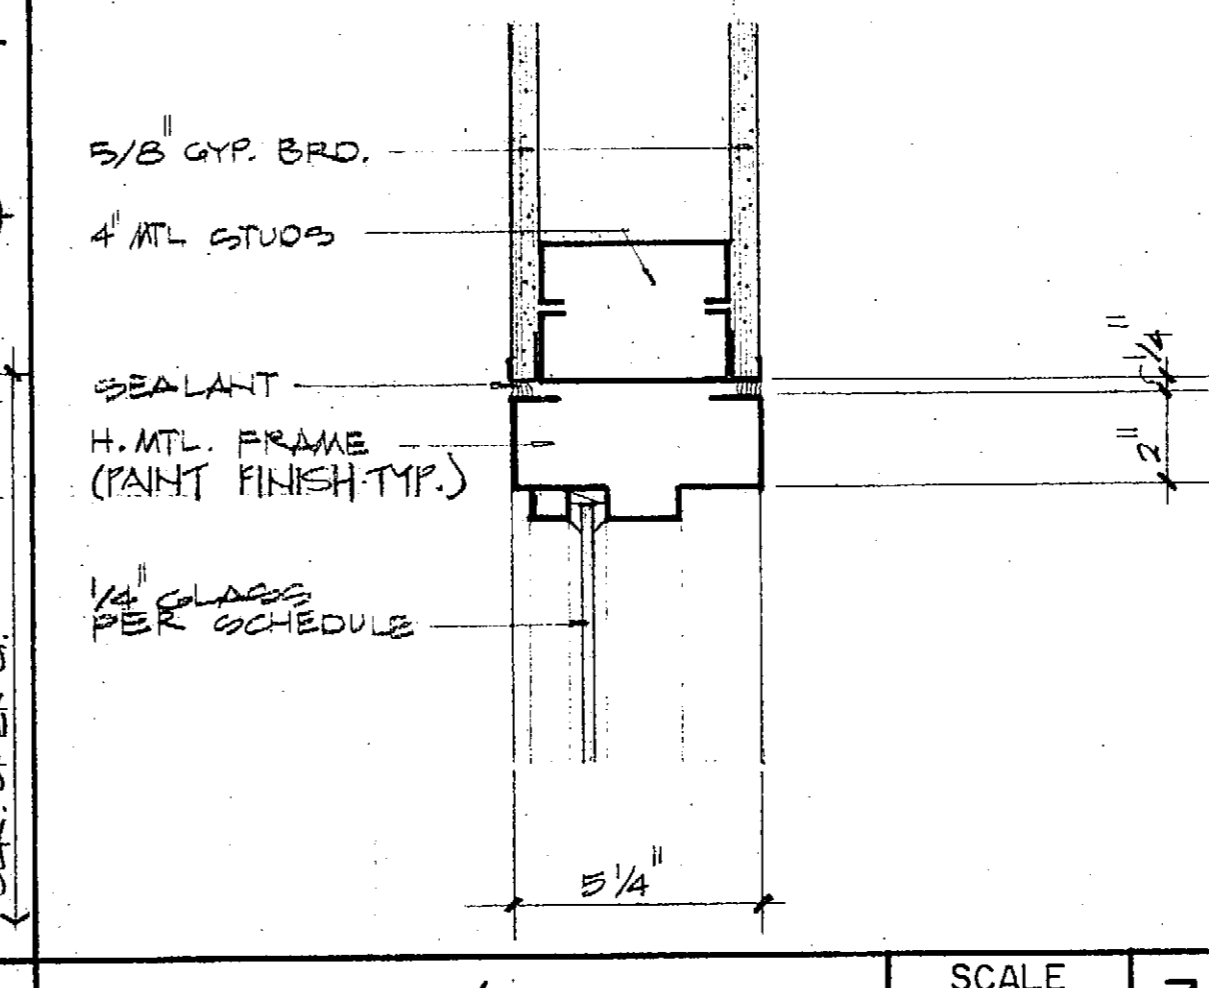 5/8" GYP. BRD.
4" MTL STUDS
SEALANT
H. MTL. FRAME
(PAINT FINISH-TYP.)
1/4" GLASS
PER SCHEDULE
1/4"
2"
5 1/4"
SCALE